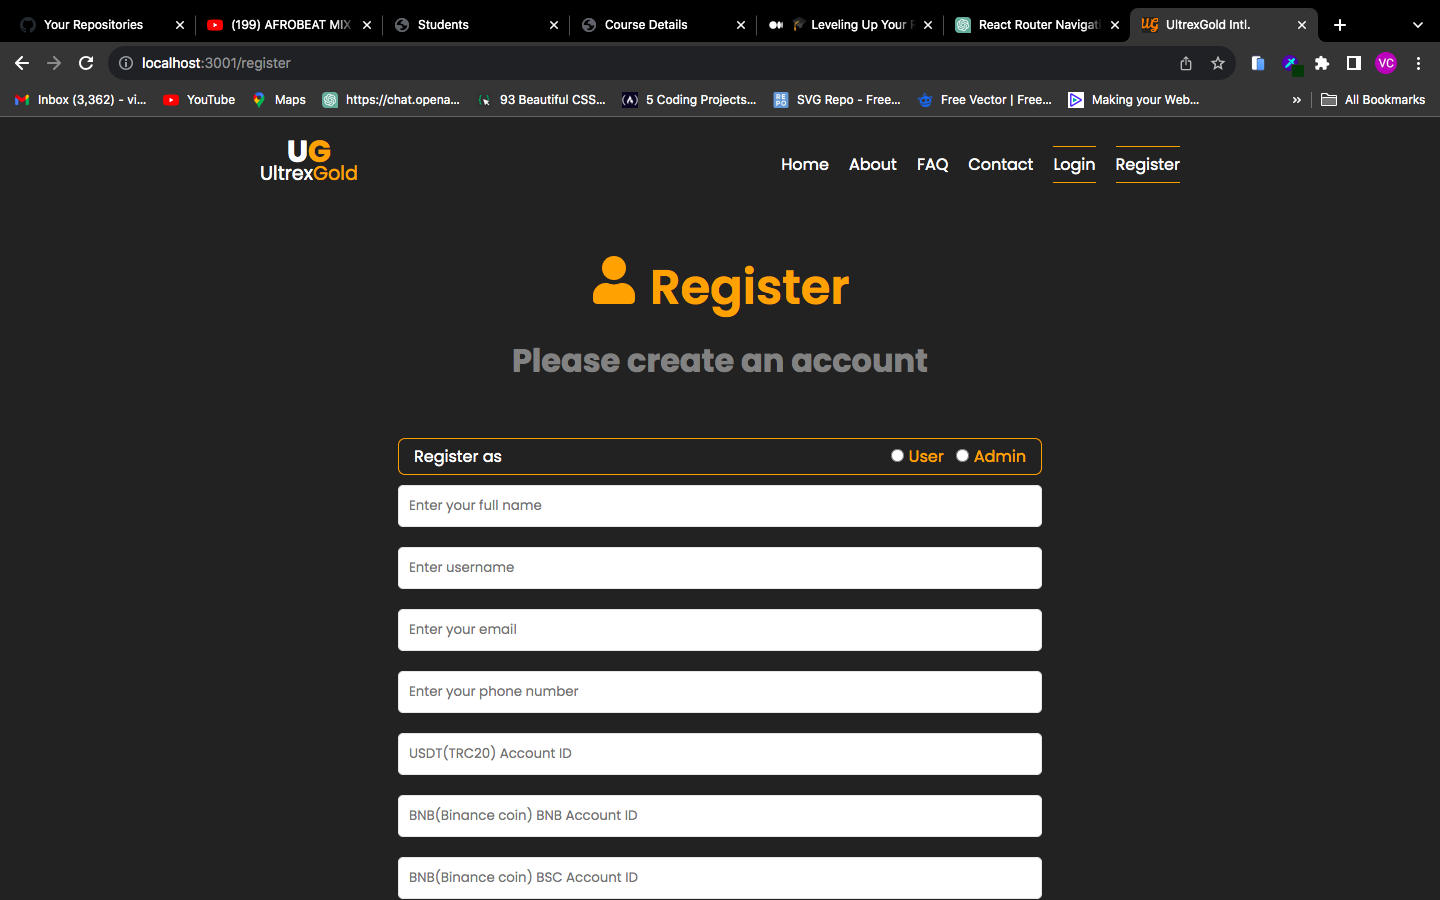 Your Repositories
(199) AFROBEAT MIX
Students
Course Details
Leveling Up Your
React Router Navigati
UG UltrexGold Intl.
localhost:3001/register
VC
Inbox (3,362) - vi...
YouTube
Maps
https://chat.opena...
93 Beautiful CSS...
(A) 5 Coding Projects...
RE PO SVG Repo - Free...
Free Vector | Free...
Making your Web...
»
All Bookmarks
UG
UltrexGold
Home
About
FAQ
Contact
Login
Register
Register
Please create an account
Register as
User
Admin
Enter your full name
Enter username
Enter your email
Enter your phone number
USDT(TRC20) Account ID
BNB(Binance coin) BNB Account ID
BNB(Binance coin) BSC Account ID